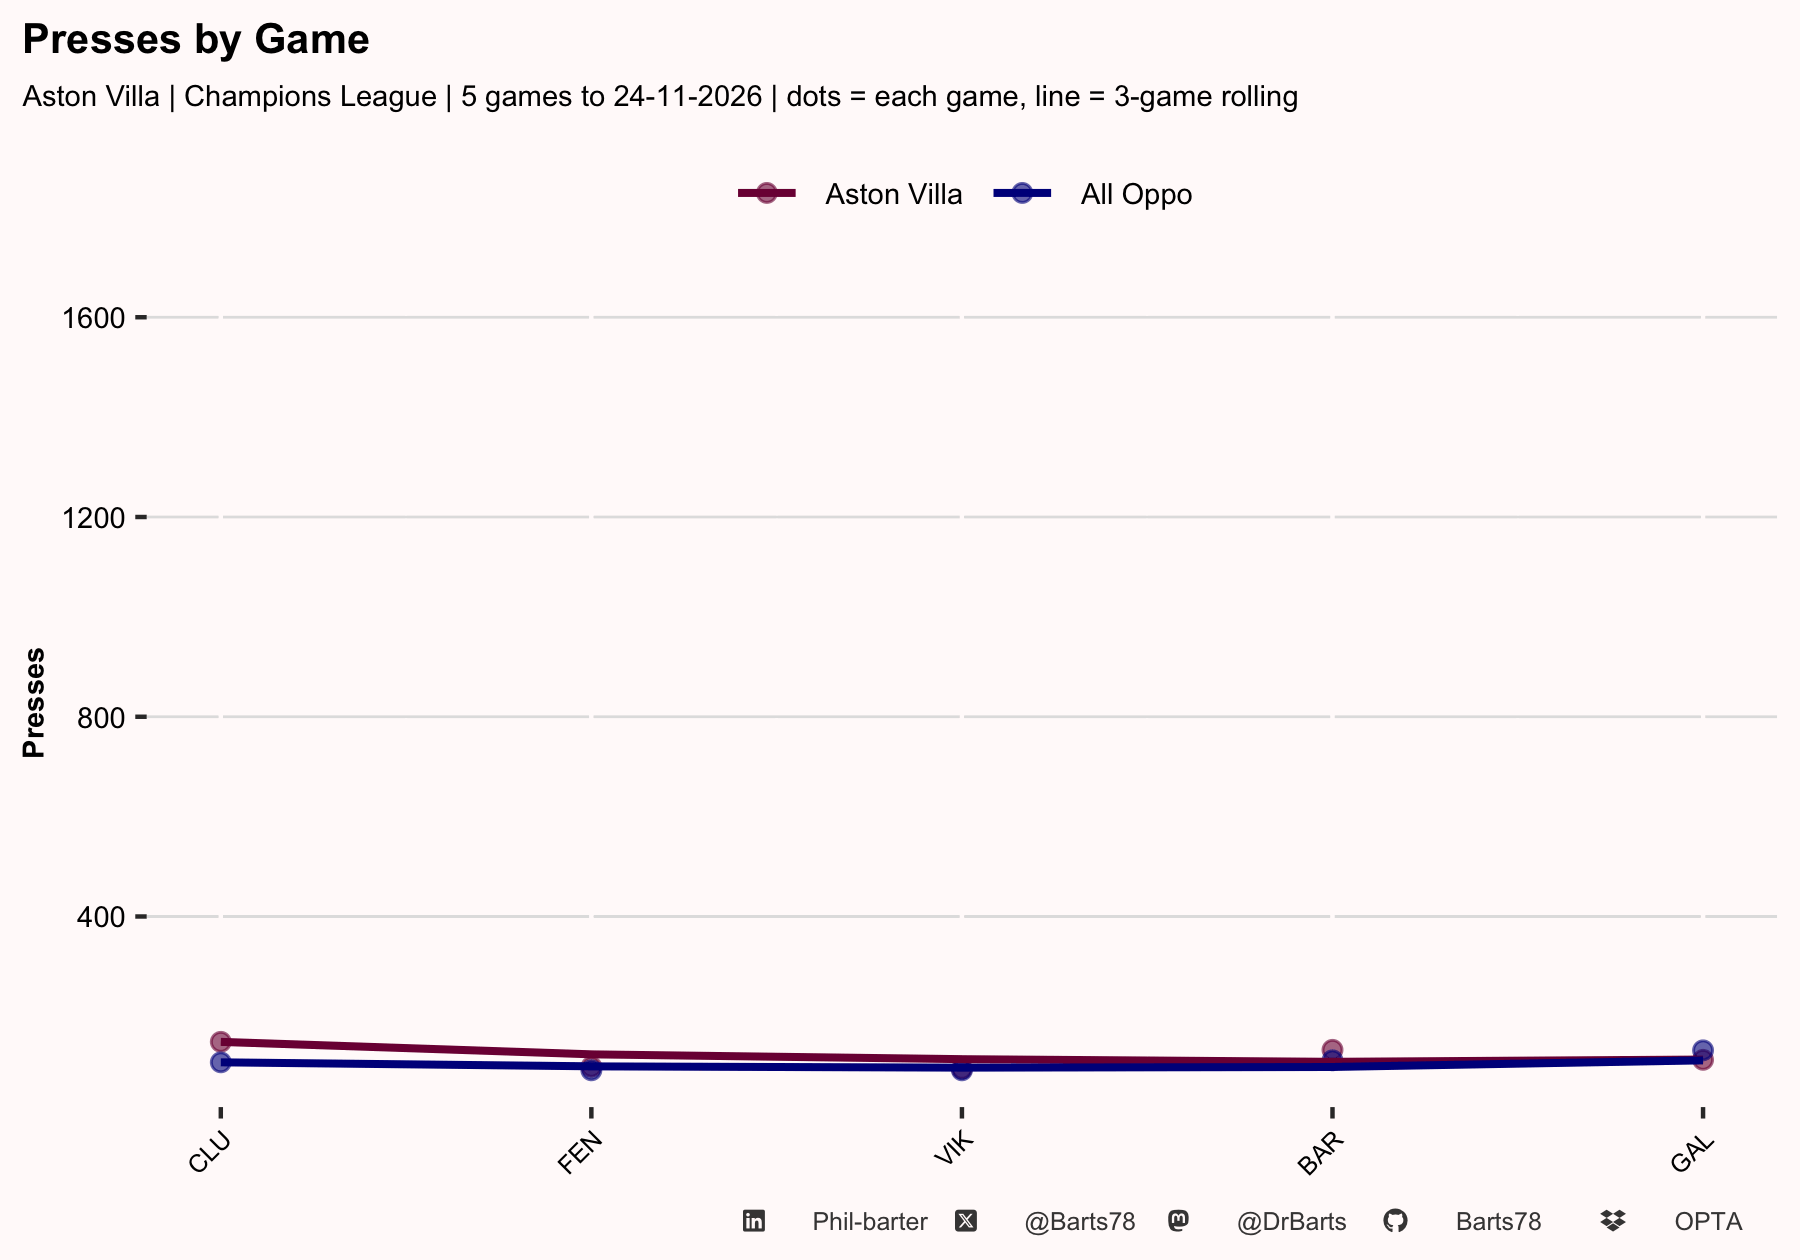 Presses by Game
Aston Villa | Champions League | 5 games to 24-11-2026 | dots = each game, line = 3-game rolling
Aston Villa All Oppo
1600
1200
800
400
Presses
CLU FEN VIK BAR GAL
Phil-barter @Barts78 @DrBarts Barts78 OPTA